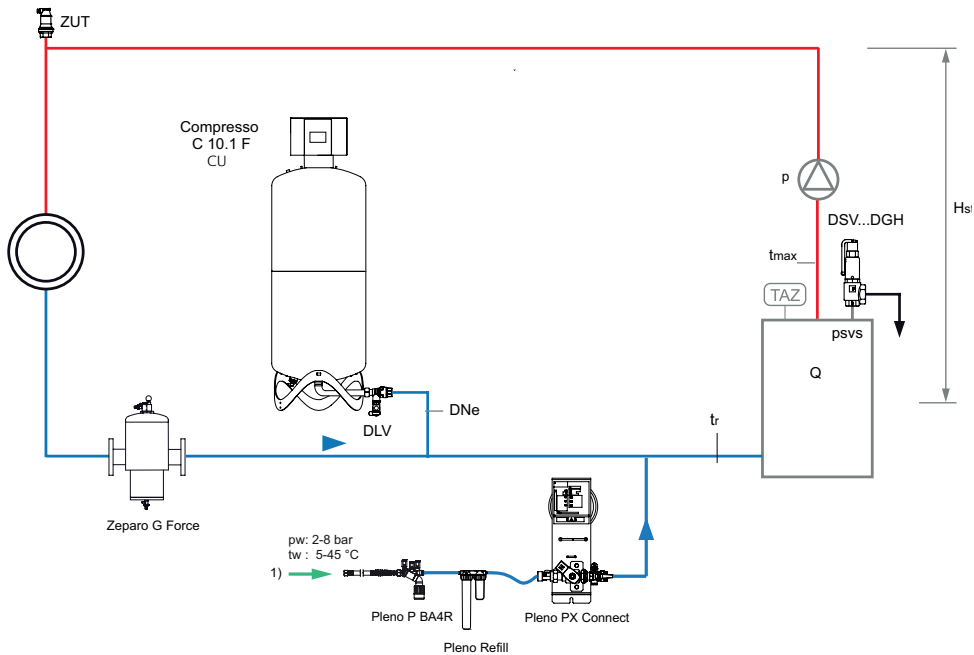 ZUT
Compresso
C 10.1 F
CU
p
DSV...DGH
Hst
tmax
TAZ
psvs
Q
DNe
DLV
tr
Zeparo G Force
pw: 2-8 bar
tw : 5-45 °C
1)
Pleno P BA4R
Pleno PX Connect
Pleno Refill